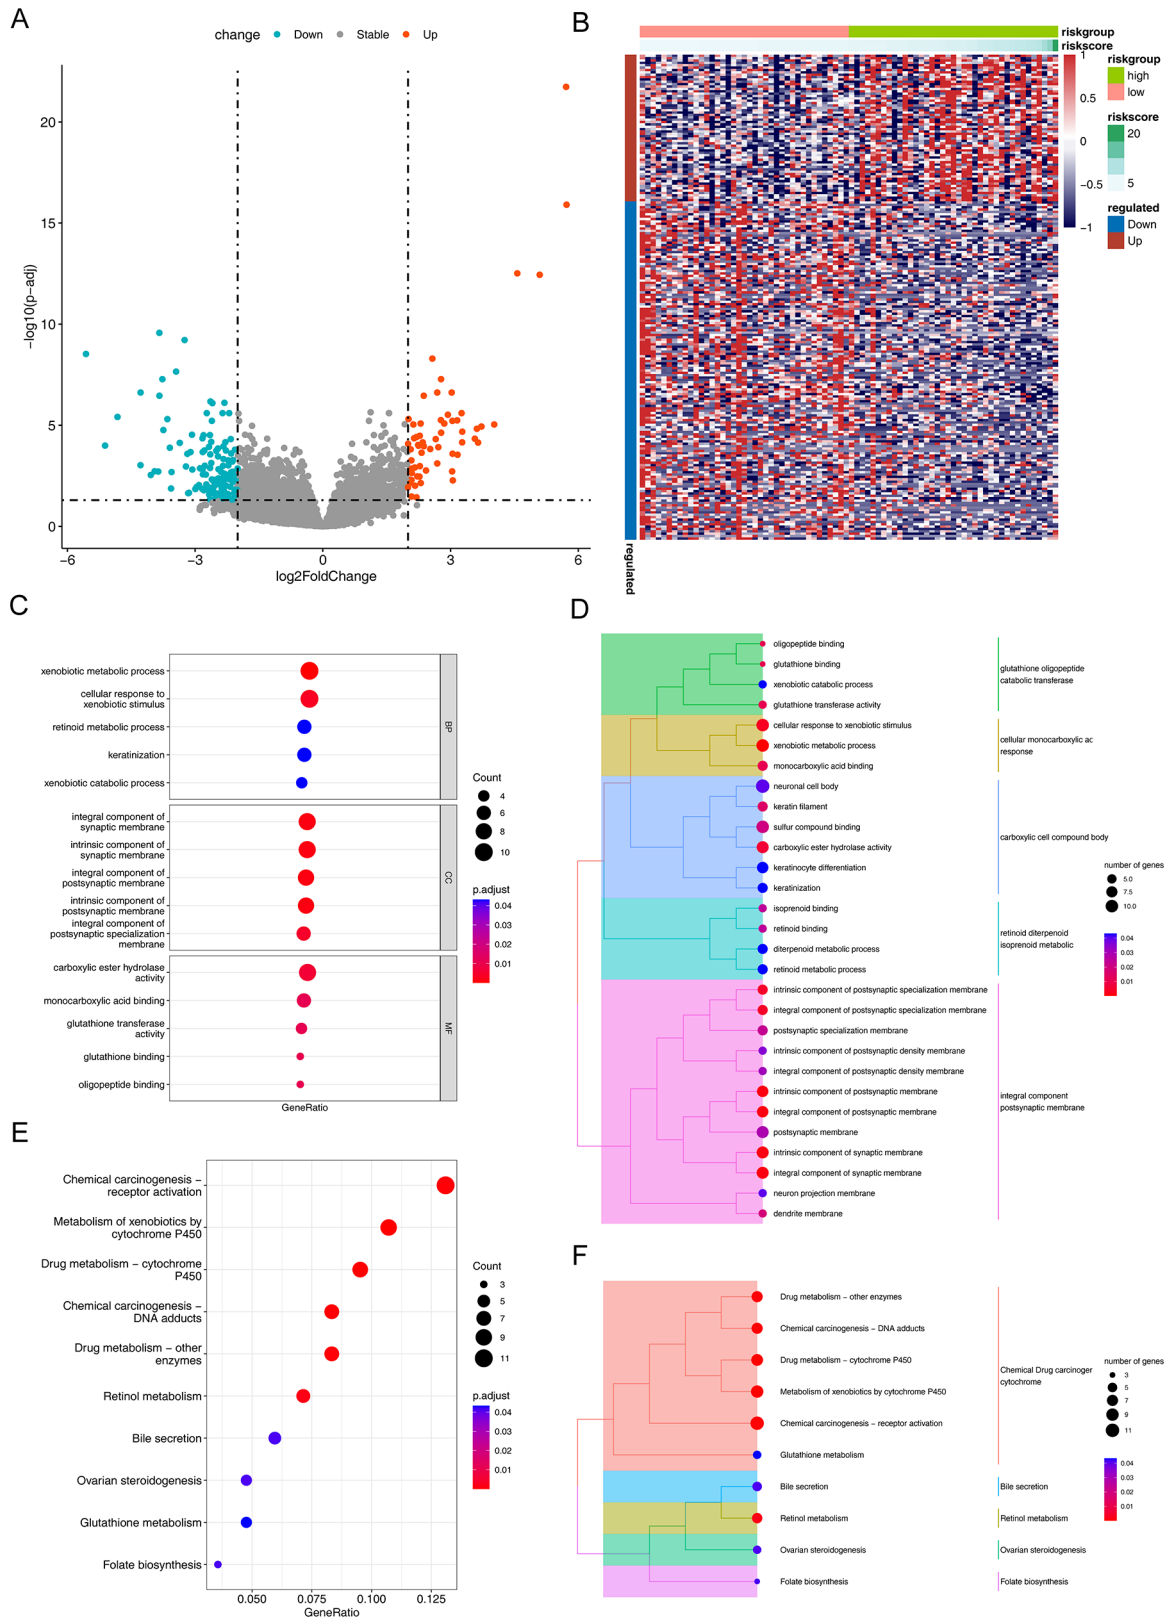 A
change
Down
Stable
Up
20
15
10
5
0
−log10(p−adj)
−6
−3
0
3
6
log2FoldChange
B
riskgroup
riskscore
1
0.5
0
−0.5
−1
riskgroup
high
low
riskscore
20
5
regulated
Down
Up
regulated
C
xenobiotic metabolic process
cellular response to
xenobiotic stimulus
retinoid metabolic process
keratinization
xenobiotic catabolic process
BP
integral component of
synaptic membrane
intrinsic component of
synaptic membrane
integral component of
postsynaptic membrane
intrinsic component of
postsynaptic membrane
integral component of
postsynaptic specialization
membrane
CC
carboxylic ester hydrolase
activity
monocarboxylic acid binding
glutathione transferase
activity
glutathione binding
oligopeptide binding
MF
GeneRatio
Count
4
6
8
10
p.adjust
0.04
0.03
0.02
0.01
D
oligopeptide binding
glutathione binding
xenobiotic catabolic process
glutathione transferase activity
cellular response to xenobiotic stimulus
xenobiotic metabolic process
monocarboxylic acid binding
neuronal cell body
keratin filament
sulfur compound binding
carboxylic ester hydrolase activity
keratinocyte differentiation
keratinization
isoprenoid binding
retinoid binding
diterpenoid metabolic process
retinoid metabolic process
intrinsic component of postsynaptic specialization membrane
integral component of postsynaptic specialization membrane
postsynaptic specialization membrane
intrinsic component of postsynaptic density membrane
integral component of postsynaptic density membrane
intrinsic component of postsynaptic membrane
integral component of postsynaptic membrane
postsynaptic membrane
intrinsic component of synaptic membrane
integral component of synaptic membrane
neuron projection membrane
dendrite membrane
glutathione oligopeptide
catabolic transferase
cellular monocarboxylic ac
response
carboxylic cell compound body
retinoid diterpenoid
isoprenoid metabolic
integral component
postsynaptic membrane
number of genes
5.0
7.5
10.0
0.04
0.03
0.02
0.01
E
Chemical carcinogenesis −
receptor activation
Metabolism of xenobiotics by
cytochrome P450
Drug metabolism − cytochrome
P450
Chemical carcinogenesis −
DNA adducts
Drug metabolism − other
enzymes
Retinol metabolism
Bile secretion
Ovarian steroidogenesis
Glutathione metabolism
Folate biosynthesis
0.050
0.075
0.100
0.125
GeneRatio
Count
3
5
7
9
11
p.adjust
0.04
0.03
0.02
0.01
F
Drug metabolism − other enzymes
Chemical carcinogenesis − DNA adducts
Drug metabolism − cytochrome P450
Metabolism of xenobiotics by cytochrome P450
Chemical carcinogenesis − receptor activation
Glutathione metabolism
Bile secretion
Retinol metabolism
Ovarian steroidogenesis
Folate biosynthesis
Chemical Drug carcinoger
cytochrome
Bile secretion
Retinol metabolism
Ovarian steroidogenesis
Folate biosynthesis
number of genes
3
5
7
9
11
0.04
0.03
0.02
0.01